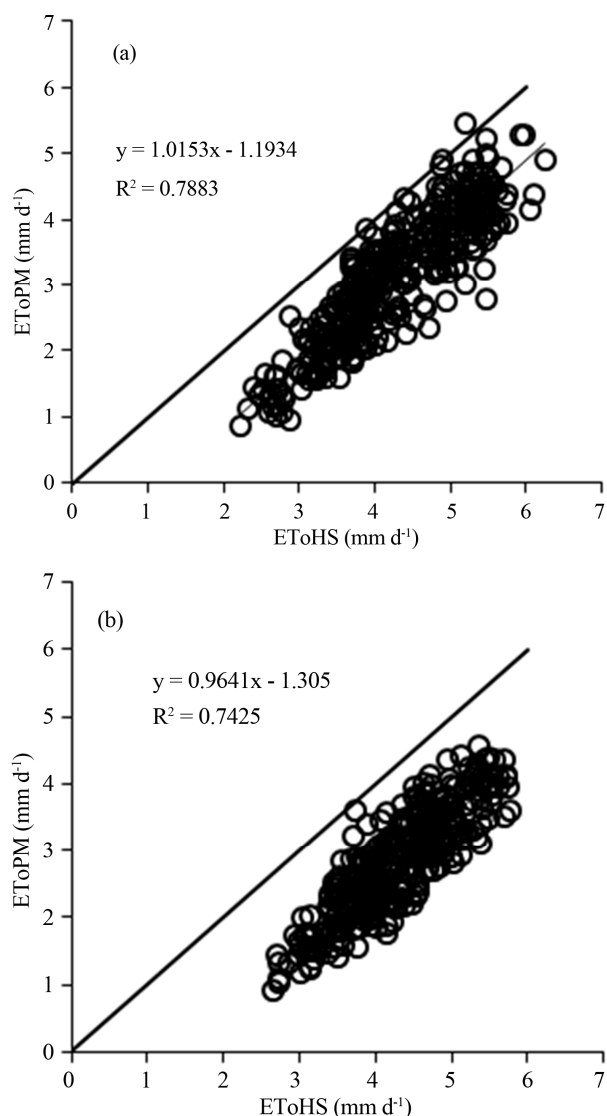 7
(a)
6
y = 1.0153x - 1.1934
R² = 0.7883
5
4
3
2
1
0
EToPM (mm d⁻¹)
0 1 2 3 4 5 6 7
EToHS (mm d⁻¹)
7
(b)
6
y = 0.9641x - 1.305
R² = 0.7425
5
4
3
2
1
0
EToPM (mm d⁻¹)
0 1 2 3 4 5 6 7
EToHS (mm d⁻¹)